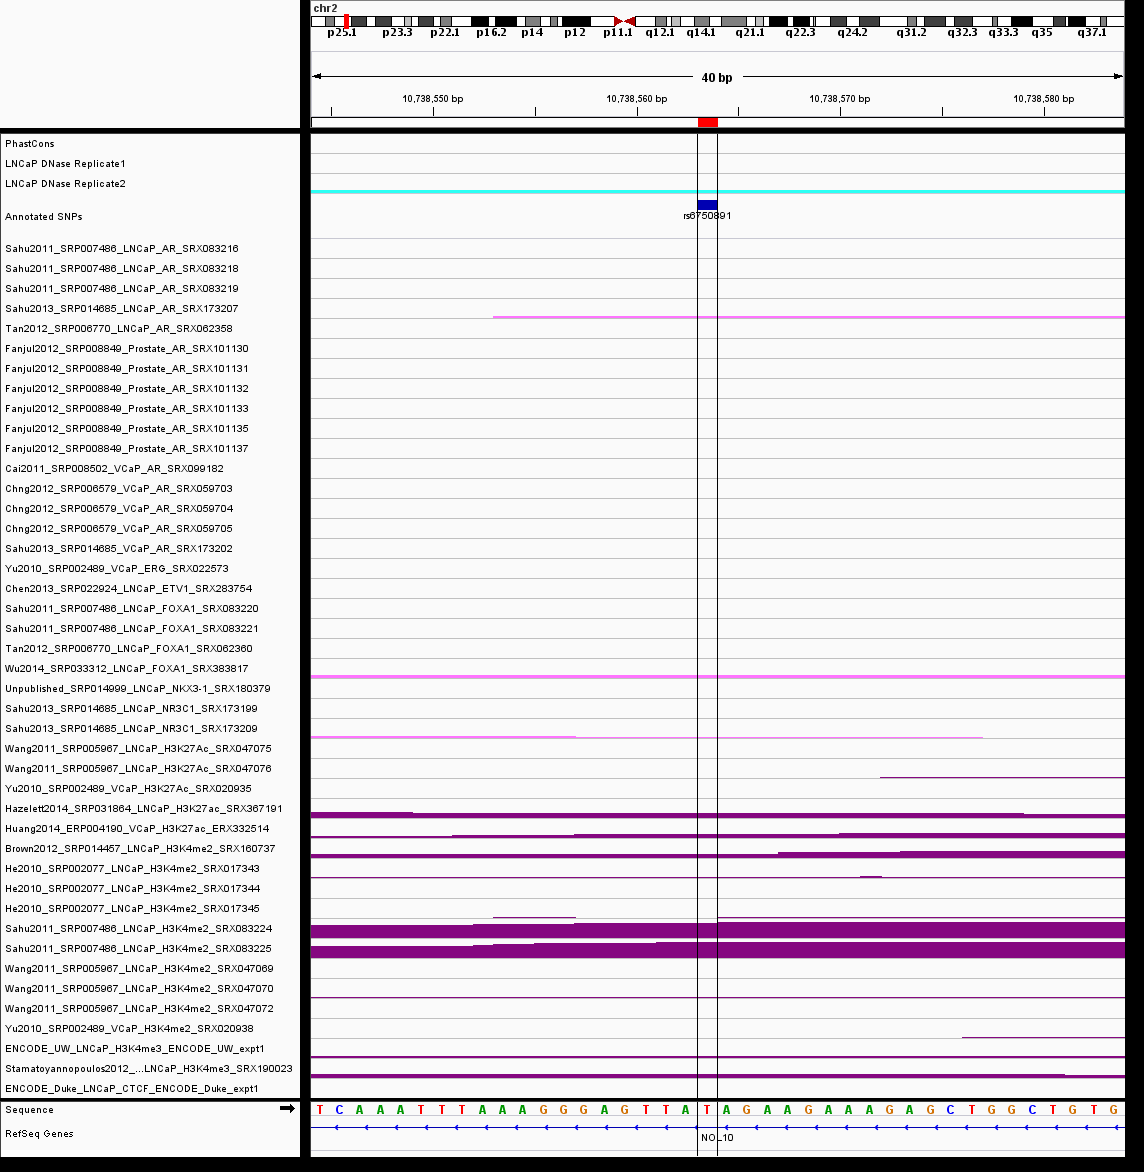 chr2
p25.1 p23.3 p22.1 p16.2 p14 p12 p11.1 q12.1 q14.1 q21.1 q22.3 q24.2 q31.2 q32.3 q33.3 q35 q37.1
40 bp
10,738,550 bp 10,738,560 bp 10,738,570 bp 10,738,580 bp
PhastCons
LNCaP DNase Replicate1
LNCaP DNase Replicate2
Annotated SNPs
rs6750891
Sahu2011_SRP007486_LNCaP_AR_SRX083216
Sahu2011_SRP007486_LNCaP_AR_SRX083218
Sahu2011_SRP007486_LNCaP_AR_SRX083219
Sahu2013_SRP014685_LNCaP_AR_SRX173207
Tan2012_SRP006770_LNCaP_AR_SRX062358
Fanjul2012_SRP008849_Prostate_AR_SRX101130
Fanjul2012_SRP008849_Prostate_AR_SRX101131
Fanjul2012_SRP008849_Prostate_AR_SRX101132
Fanjul2012_SRP008849_Prostate_AR_SRX101133
Fanjul2012_SRP008849_Prostate_AR_SRX101135
Fanjul2012_SRP008849_Prostate_AR_SRX101137
Cai2011_SRP008502_VCaP_AR_SRX099182
Chng2012_SRP006579_VCaP_AR_SRX059703
Chng2012_SRP006579_VCaP_AR_SRX059704
Chng2012_SRP006579_VCaP_AR_SRX059705
Sahu2013_SRP014685_VCaP_AR_SRX173202
Yu2010_SRP002489_VCaP_ERG_SRX022573
Chen2013_SRP022924_LNCaP_ETV1_SRX283754
Sahu2011_SRP007486_LNCaP_FOXA1_SRX083220
Sahu2011_SRP007486_LNCaP_FOXA1_SRX083221
Tan2012_SRP006770_LNCaP_FOXA1_SRX062360
Wu2014_SRP033312_LNCaP_FOXA1_SRX383817
Unpublished_SRP014999_LNCaP_NKX3-1_SRX180379
Sahu2013_SRP014685_LNCaP_NR3C1_SRX173199
Sahu2013_SRP014685_LNCaP_NR3C1_SRX173209
Wang2011_SRP005967_LNCaP_H3K27Ac_SRX047075
Wang2011_SRP005967_LNCaP_H3K27Ac_SRX047076
Yu2010_SRP002489_VCaP_H3K27Ac_SRX020935
Hazelett2014_SRP031864_LNCaP_H3K27ac_SRX367191
Huang2014_ERP004190_VCaP_H3K27ac_ERX332514
Brown2012_SRP014457_LNCaP_H3K4me2_SRX160737
He2010_SRP002077_LNCaP_H3K4me2_SRX017343
He2010_SRP002077_LNCaP_H3K4me2_SRX017344
He2010_SRP002077_LNCaP_H3K4me2_SRX017345
Sahu2011_SRP007486_LNCaP_H3K4me2_SRX083224
Sahu2011_SRP007486_LNCaP_H3K4me2_SRX083225
Wang2011_SRP005967_LNCaP_H3K4me2_SRX047069
Wang2011_SRP005967_LNCaP_H3K4me2_SRX047070
Wang2011_SRP005967_LNCaP_H3K4me2_SRX047072
Yu2010_SRP002489_VCaP_H3K4me2_SRX020938
ENCODE_UW_LNCaP_H3K4me3_ENCODE_UW_expt1
Stamatoyannopoulos2012_...LNCaP_H3K4me3_SRX190023
ENCODE_Duke_LNCaP_CTCF_ENCODE_Duke_expt1
Sequence T C A A A T T T A A A G G G A G T T A T A G A A G A A A G A G C T G G C T G T G
RefSeq Genes
NOL10